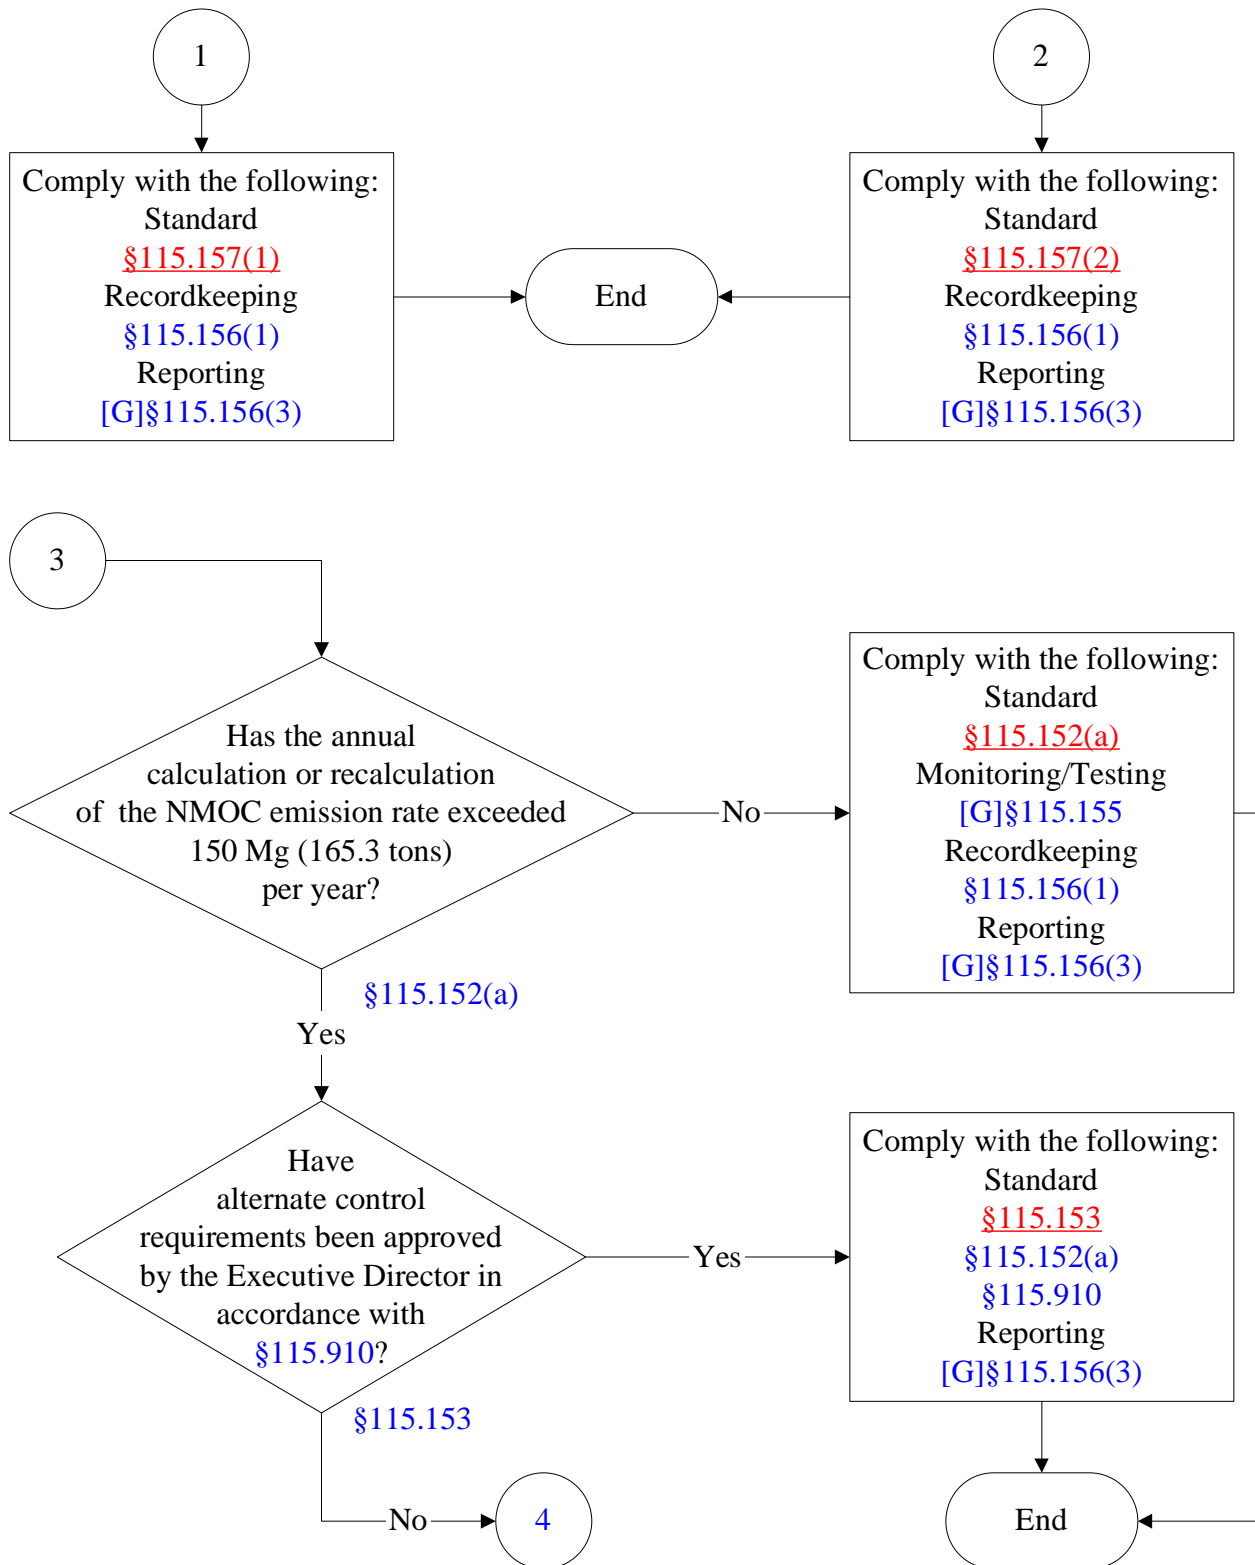 1
2
Comply with the following:
Standard
§115.157(1)
Recordkeeping
§115.156(1)
Reporting
[G]§115.156(3)
End
Comply with the following:
Standard
§115.157(2)
Recordkeeping
§115.156(1)
Reporting
[G]§115.156(3)
3
Has the annual
calculation or recalculation
of the NMOC emission rate exceeded
150 Mg (165.3 tons)
per year?
No
Comply with the following:
Standard
§115.152(a)
Monitoring/Testing
[G]§115.155
Recordkeeping
§115.156(1)
Reporting
[G]§115.156(3)
§115.152(a)
Yes
Have
alternate control
requirements been approved
by the Executive Director in
accordance with
§115.910?
Yes
Comply with the following:
Standard
§115.153
§115.152(a)
§115.910
Reporting
[G]§115.156(3)
§115.153
No
4
End